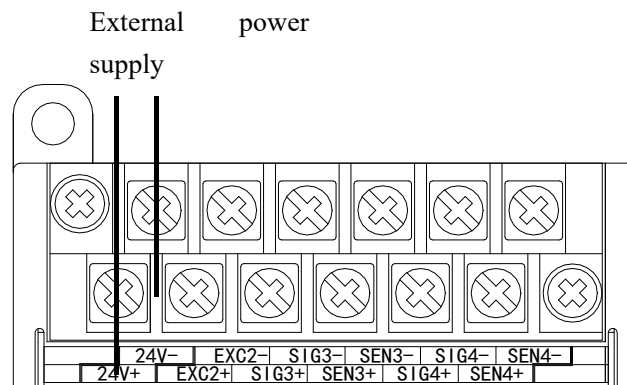 External power
supply
24V- EXC2- SIG3- SEN3- SIG4- SEN4-
24V+ EXC2+ SIG3+ SEN3+ SIG4+ SEN4+